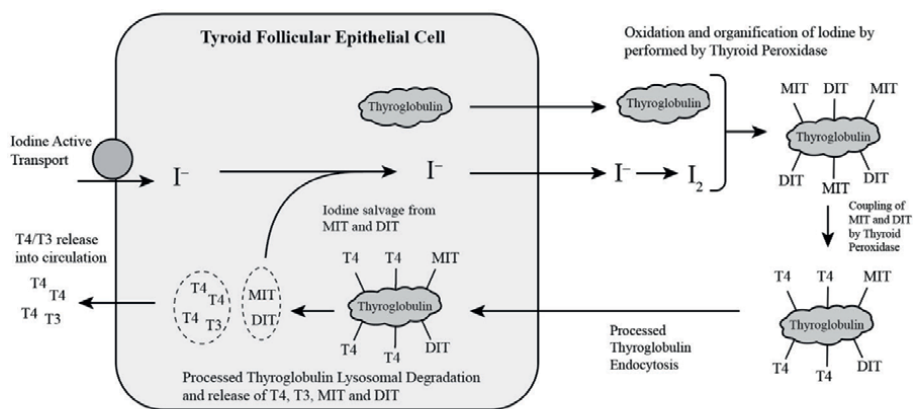 Tyroid Follicular Epithelial Cell
Oxidation and organification of Iodine by
performed by Thyroid Peroxidase
Thyroglobulin
Thyroglobulin
MIT
DIT
MIT
Thyroglobulin
DIT
MIT
DIT
Iodine Active
Transport
I⁻
I⁻
I⁻
I₂
Iodine salvage from
MIT and DIT
Coupling of
MIT and DIT
by Thyroid
Peroxidase
T4/T3 release
into circulation
T4
T4
T4
T3
T4
T4
T4
T3
MIT
DIT
T4
T4
MIT
Thyroglobulin
T4
T4
DIT
Processed
Thyroglobulin
Endocytosis
T4
T4
MIT
Thyroglobulin
T4
T4
DIT
Processed Thyroglobulin Lysosomal Degradation
and release of T4, T3, MIT and DIT